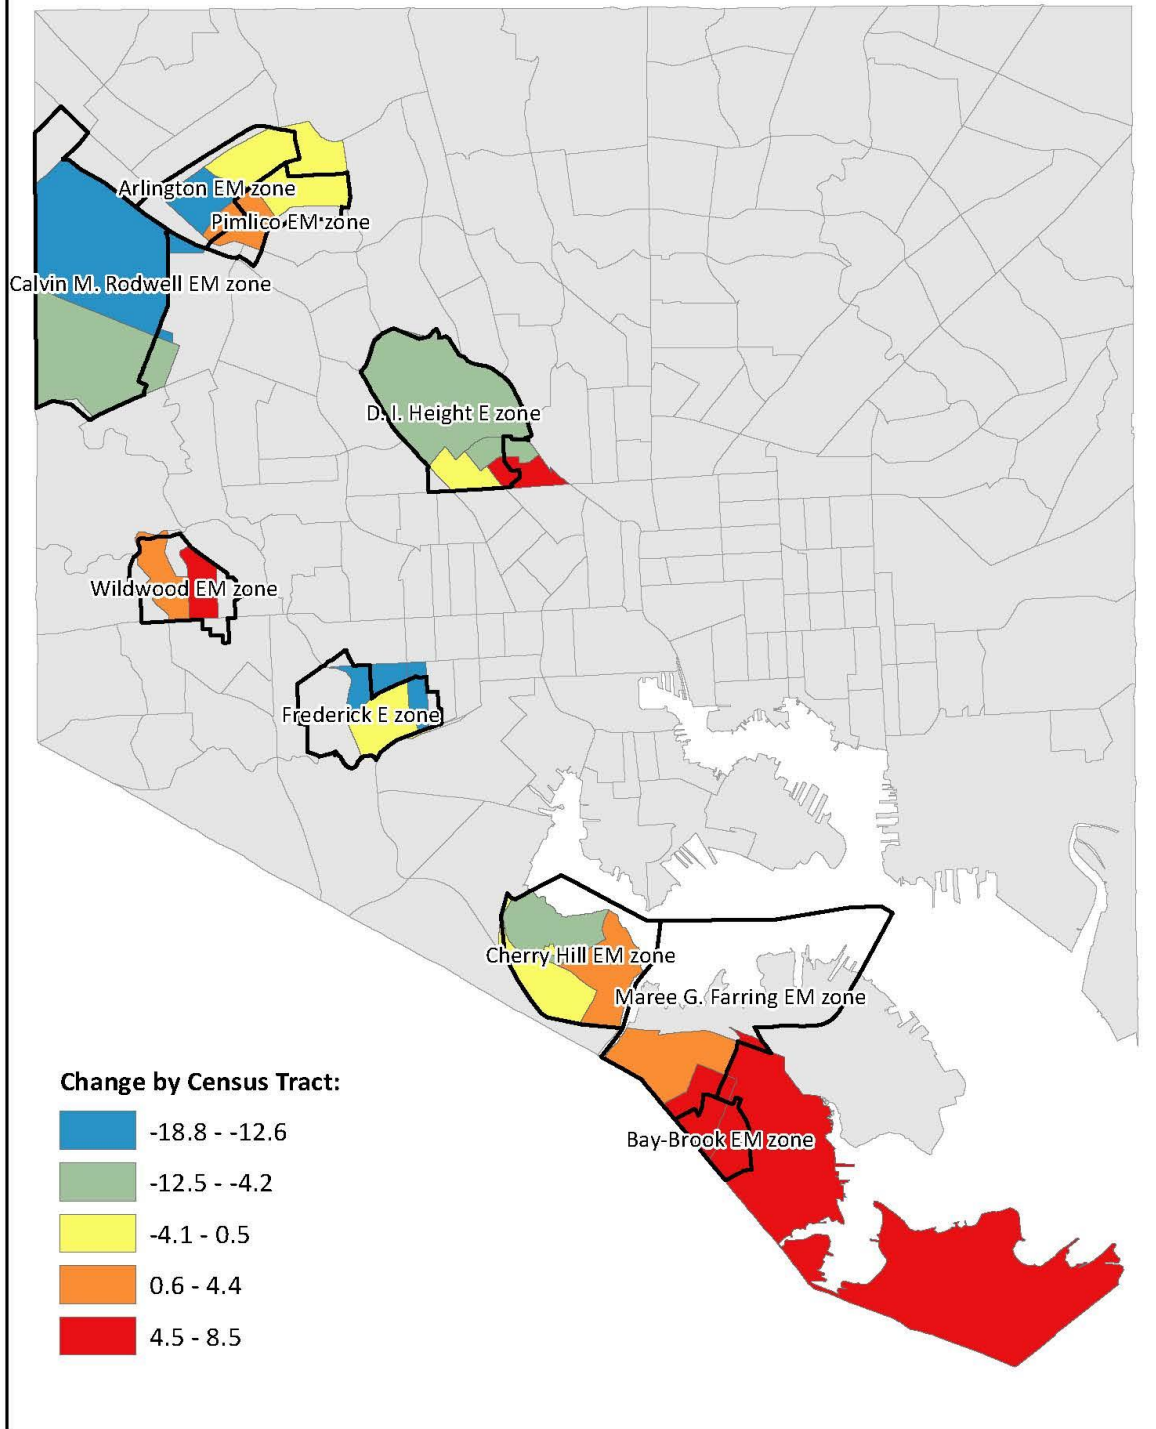 Arlington EM zone
Pimlico EM zone
Calvin M. Rodwell EM zone
D. I. Height E zone
Wildwood EM zone
Frederick E zone
Cherry Hill EM zone
Maree G. Farring EM zone
Bay-Brook EM zone
Change by Census Tract:
-18.8 - -12.6
-12.5 - -4.2
-4.1 - 0.5
0.6 - 4.4
4.5 - 8.5